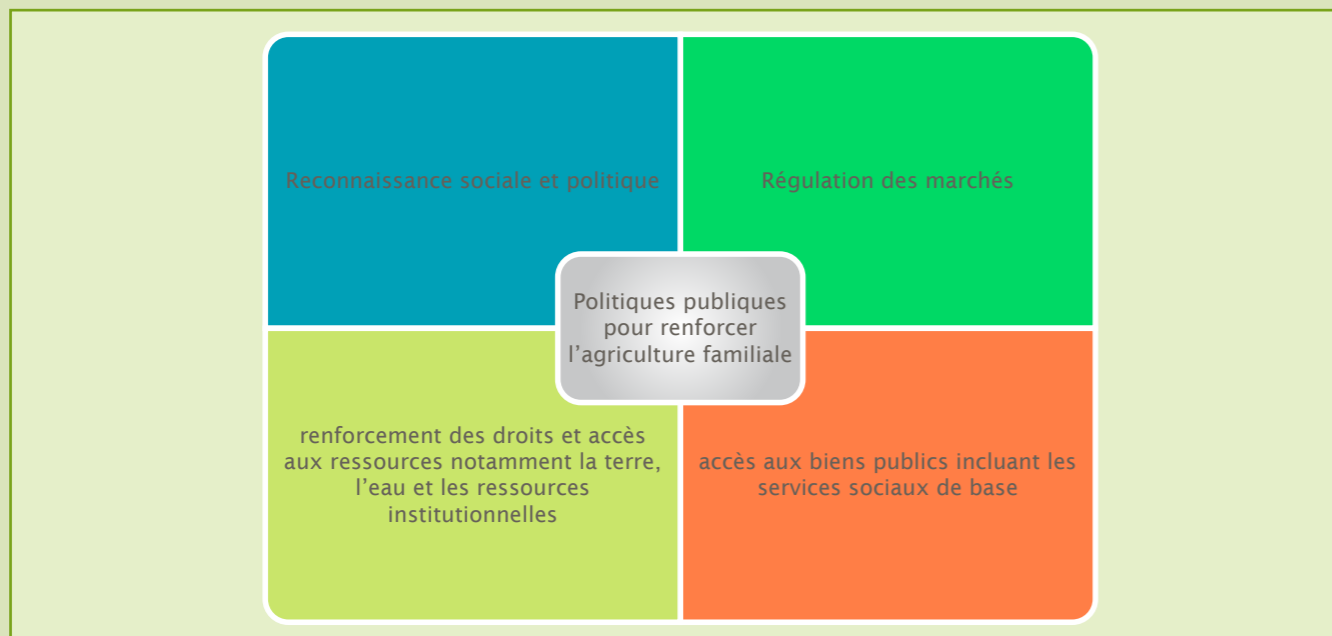 Reconnaissance sociale et politique
Régulation des marchés
Politiques publiques
pour renforcer
l’agriculture familiale
renforcement des droits et accès
aux ressources notamment la terre,
l’eau et les ressources
institutionnelles
accès aux biens publics incluant les
services sociaux de base